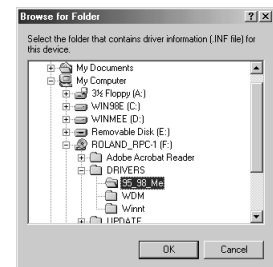 Browse for Folder
Select the folder that contains driver information (.INF file) for
this device.
My Documents
My Computer
3½ Floppy (A:)
WIN98E (C:)
WINMEE (D:)
Removable Disk (E:)
ROLAND_RPC-1 (F:)
Adobe Acrobat Reader
DRIVERS
95_98_Me
WDM
Winnt
UPDATE
OK Cancel